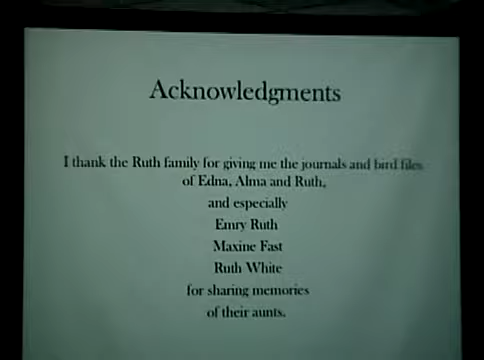 Acknowledgments
I thank the Ruth family for giving me the journals and bird files
of Edna, Alma and Ruth,
and especially
Emry Ruth
Maxine Fast
Ruth White
for sharing memories
of their aunts.